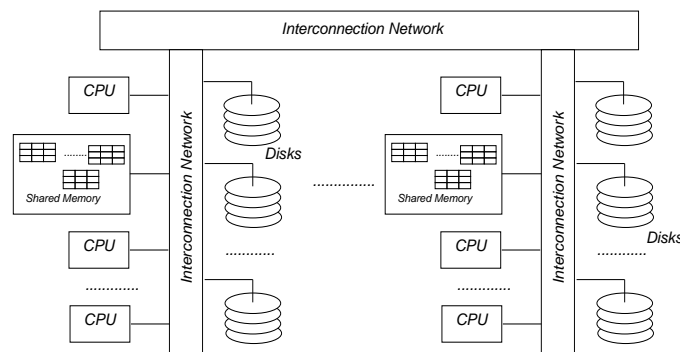 Interconnection Network
CPU
Interconnection Network
Disks
Shared Memory
CPU
CPU
CPU
Interconnection Network
Shared Memory
Disks
CPU
CPU